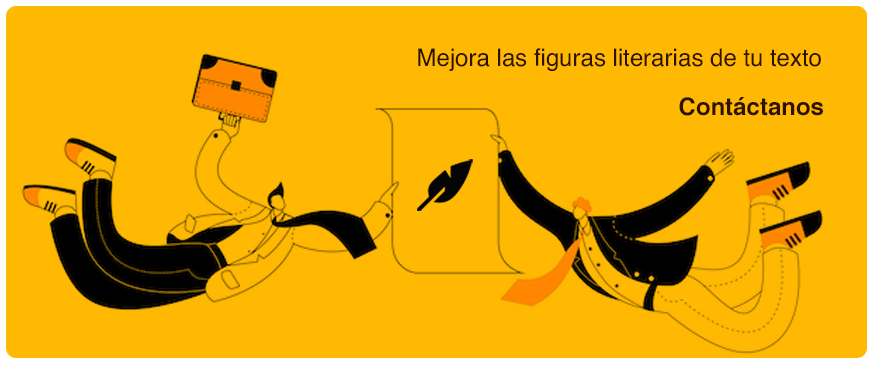 Mejora las figuras literarias de tu texto
Contáctanos